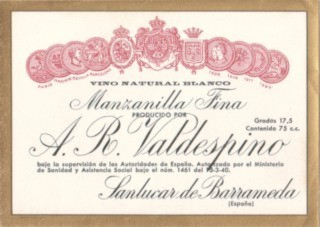 VINO NATURAL BLANCO
Manzanilla Fina
PRODUCIDO POR
Grados 17,5
Contenido 75 c.c.
A. R. Valdespino
bajo la supervisión de las Autoridades de España. Autorizado por el Ministerio
de Sanidad y Asistencia Social bajo el núm. 1461 del 10-3-40.
Sanlucar de Barrameda
(España)